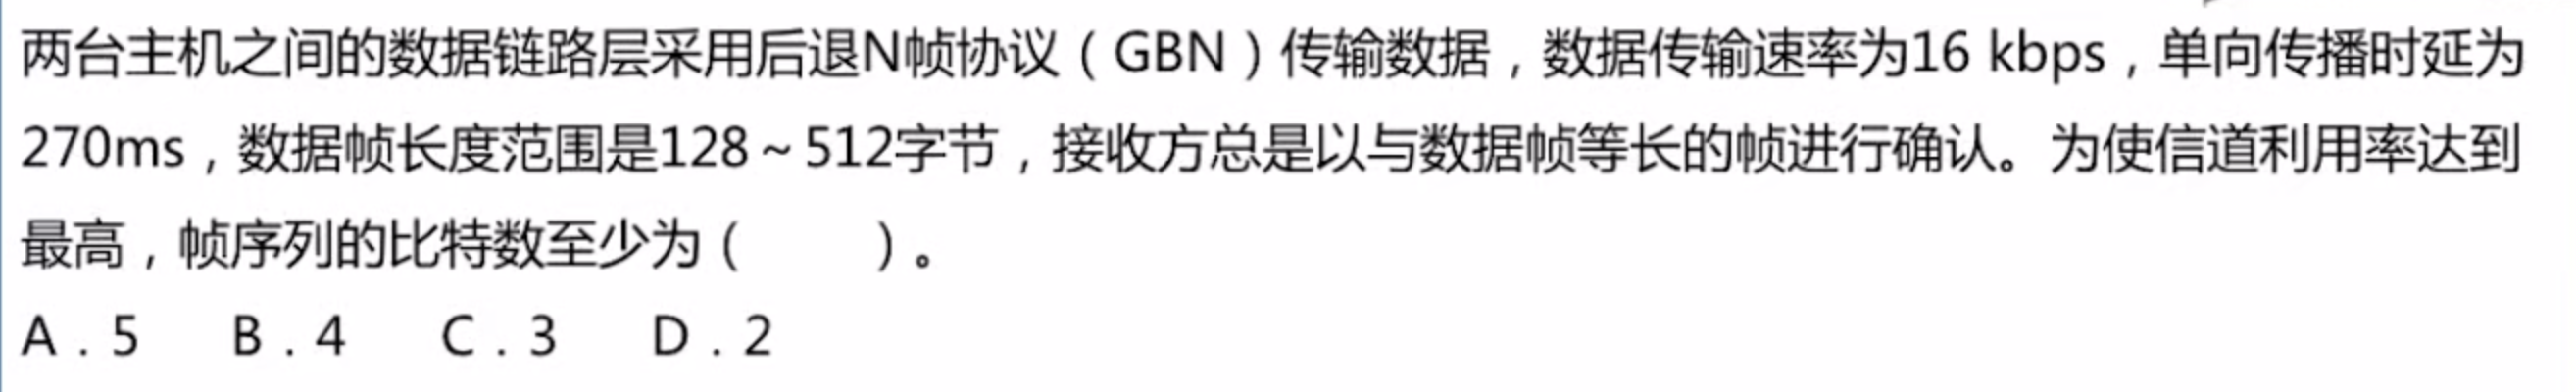 两台主机之间的数据链路层采用后退N帧协议（GBN）传输数据，数据传输速率为16 kbps，单向传播时延为
270ms，数据帧长度范围是128～512字节，接收方总是以与数据帧等长的帧进行确认。为使信道利用率达到
最高，帧序列的比特数至少为（　　）。
A．5　B．4　C．3　D．2